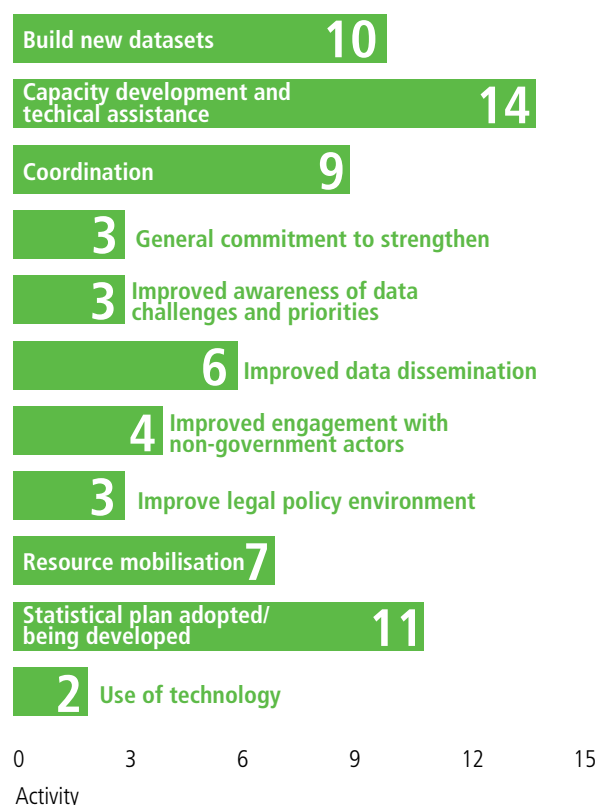 Build new datasets 10
Capacity development and
techical assistance 14
Coordination 9
3 General commitment to strengthen
3 Improved awareness of data
challenges and priorities
6 Improved data dissemination
4 Improved engagement with
non-government actors
3 Improve legal policy environment
Resource mobilisation 7
Statistical plan adopted/
being developed 11
2 Use of technology
0 3 6 9 12 15
Activity